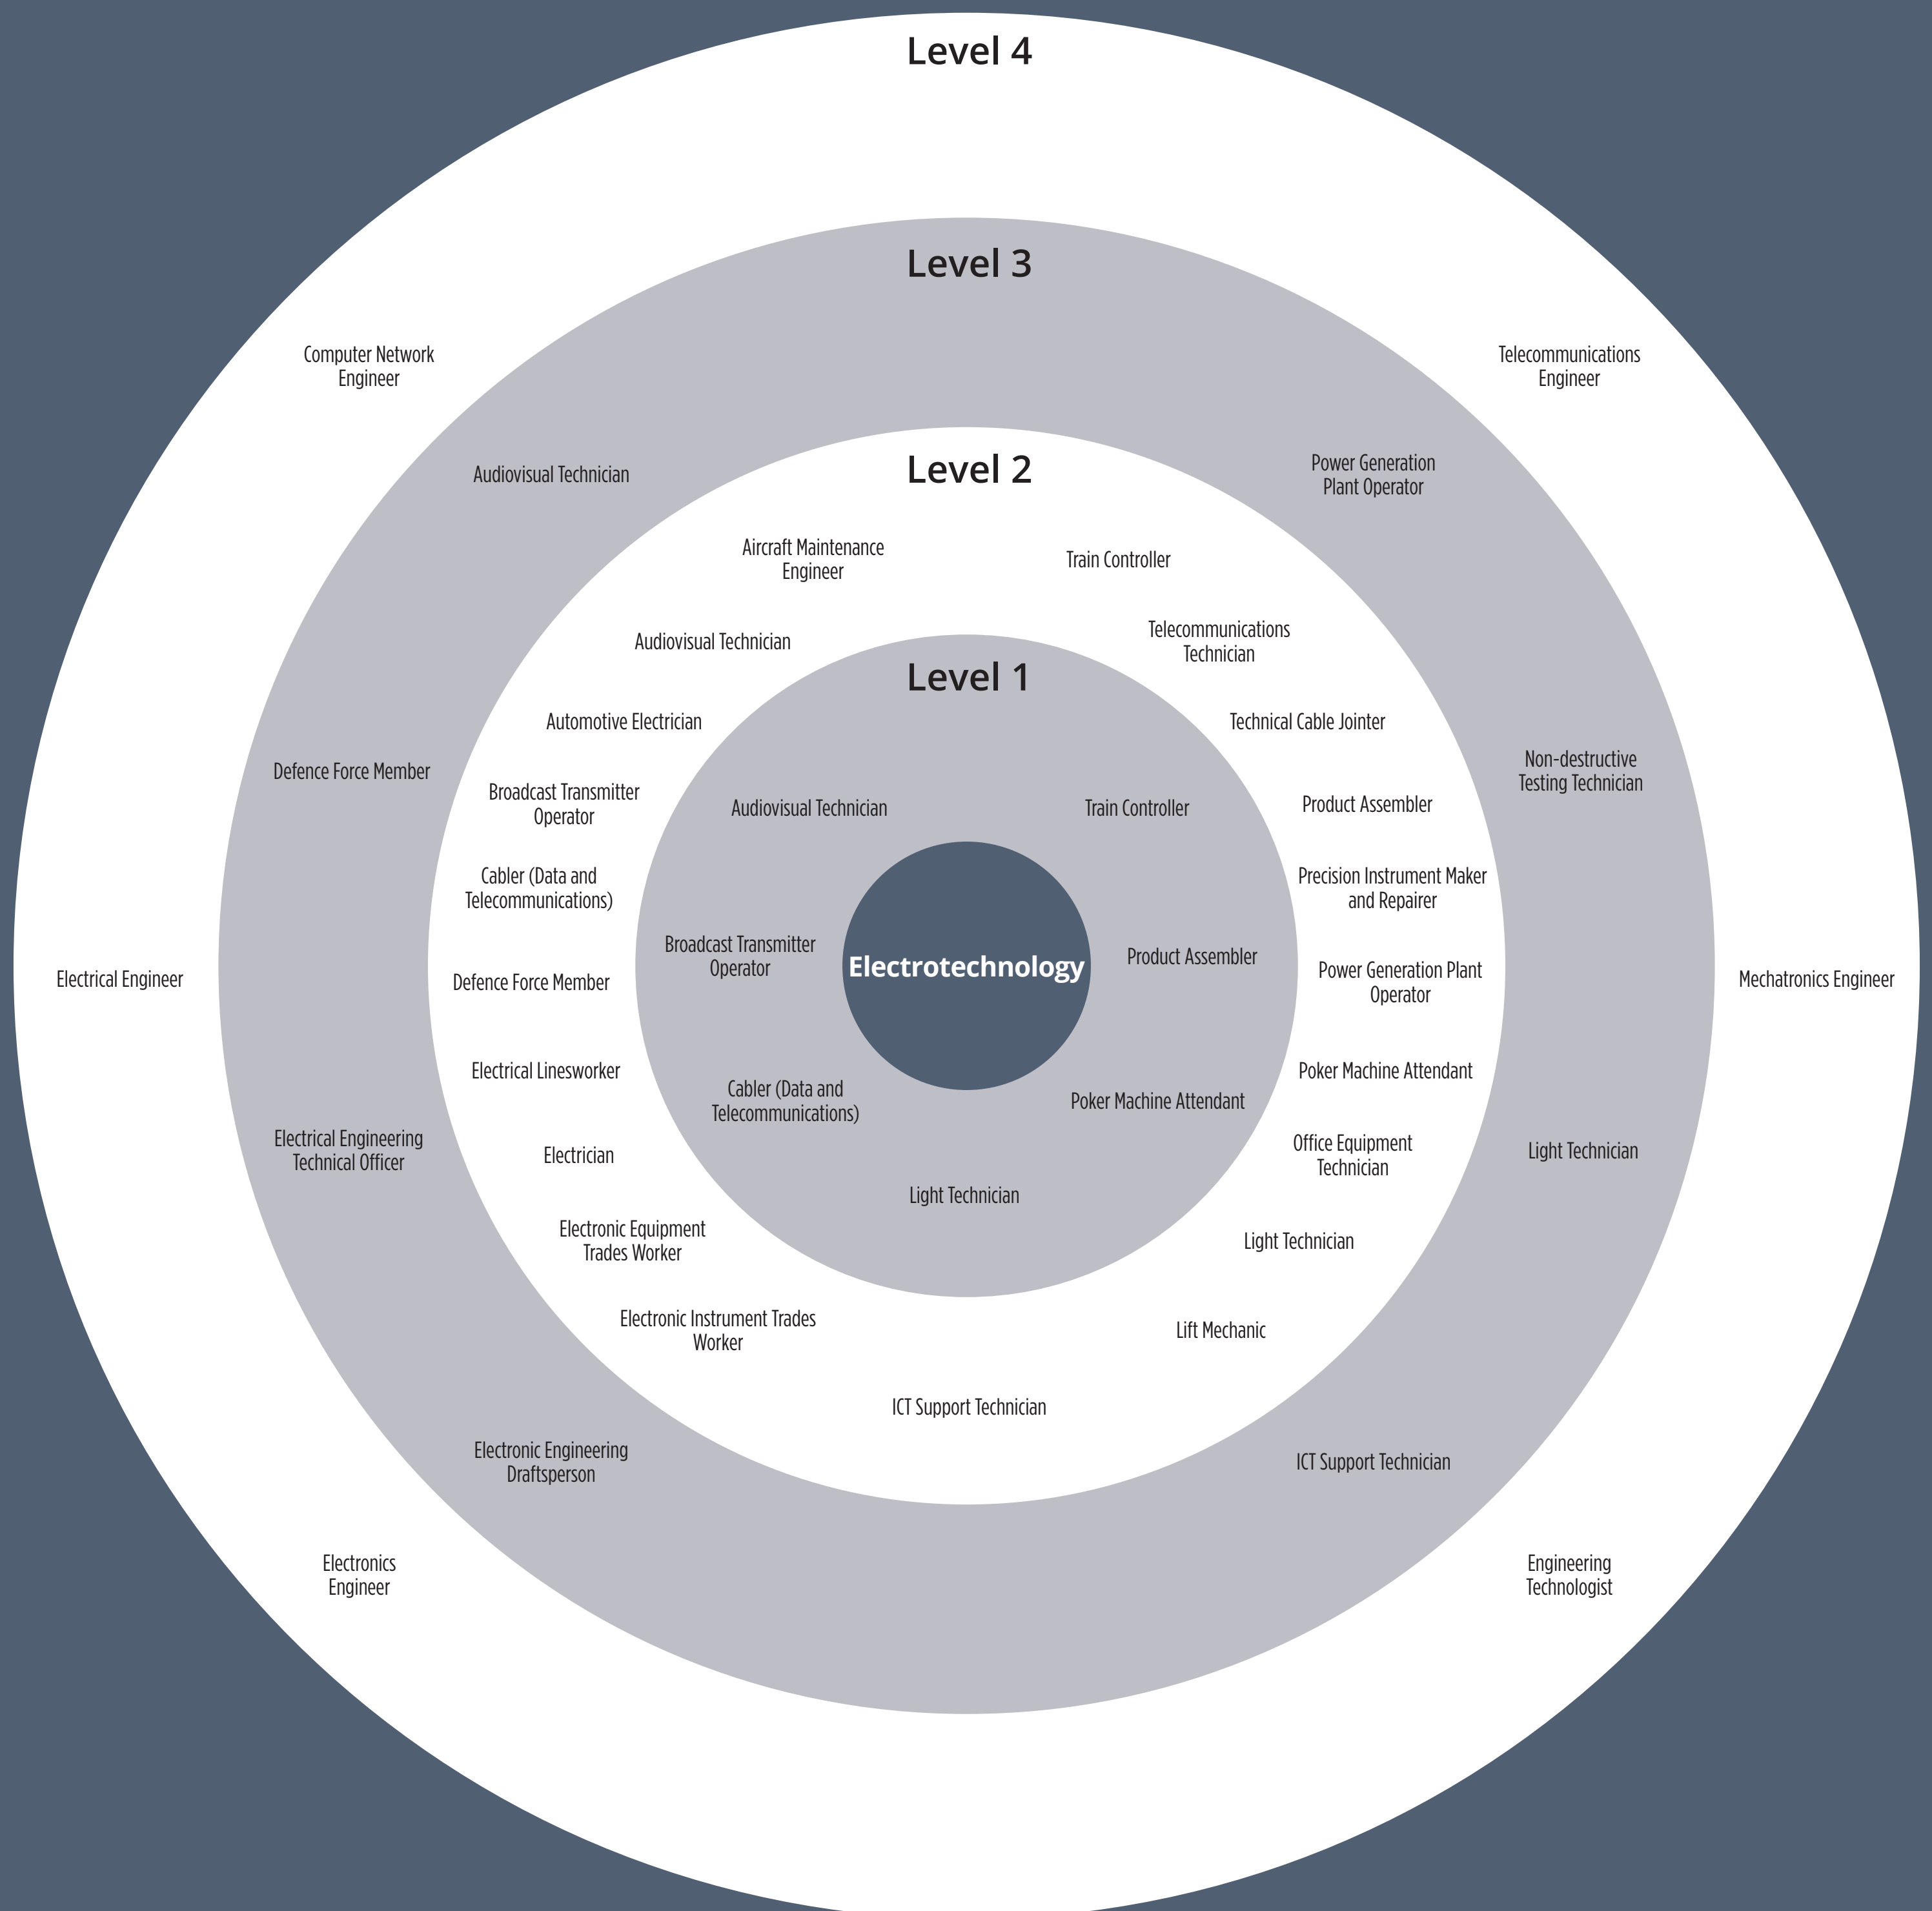 Level 4
Computer Network
Engineer
Telecommunications
Engineer
Electrical Engineer
Mechatronics Engineer
Electronics
Engineer
Engineering
Technologist
Level 3
Audiovisual Technician
Power Generation
Plant Operator
Defence Force Member
Non-destructive
Testing Technician
Electrical Engineering
Technical Officer
Light Technician
Electronic Engineering
Draftsperson
ICT Support Technician
Level 2
Aircraft Maintenance
Engineer
Train Controller
Audiovisual Technician
Telecommunications
Technician
Automotive Electrician
Technical Cable Jointer
Broadcast Transmitter
Operator
Product Assembler
Cabler (Data and
Telecommunications)
Precision Instrument Maker
and Repairer
Defence Force Member
Power Generation Plant
Operator
Electrical Linesworker
Poker Machine Attendant
Electrician
Office Equipment
Technician
Electronic Equipment
Trades Worker
Light Technician
Electronic Instrument Trades
Worker
Lift Mechanic
ICT Support Technician
Level 1
Audiovisual Technician
Train Controller
Broadcast Transmitter
Operator
Product Assembler
Cabler (Data and
Telecommunications)
Poker Machine Attendant
Light Technician
Electrotechnology